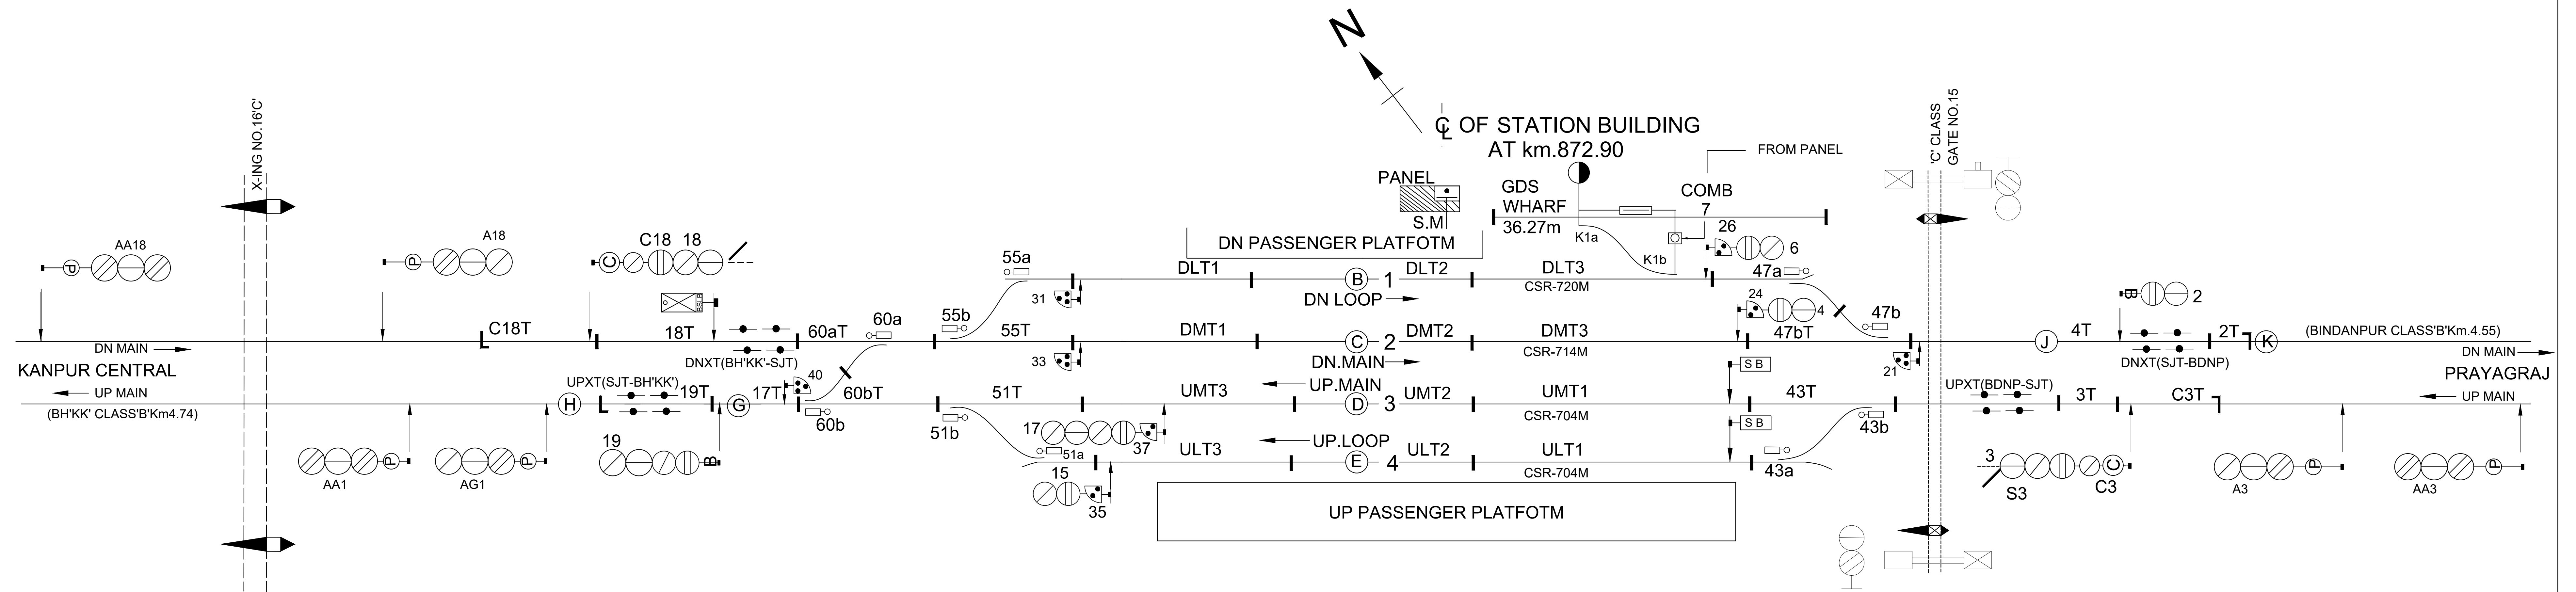 N
℄ OF STATION BUILDING
AT km.872.90
FROM PANEL
PANEL
S.M
GDS
WHARF
36.27m
COMB
7
K1a
K1b
26
6
X-ING NO.16'C'
'C' CLASS
GATE NO.15
AA18
P
A18
P
C18 18
C
DN PASSENGER PLATFOTM
55a
DLT1
B
1
DLT2
DLT3
CSR-720M
47a
31
DN LOOP
24
4
B
2
C18T
18T
BSLB
60aT
60a
55b
55T
DMT1
C
2
DMT2
DMT3
CSR-714M
47bT
47b
J
4T
2T
K
(BINDANPUR CLASS'B'Km.4.55)
DN MAIN
DNXT(BH'KK'-SJT)
33
DN.MAIN
S B
21
DNXT(SJT-BDNP)
DN MAIN
KANPUR CENTRAL
PRAYAGRAJ
UP MAIN
(BH'KK' CLASS'B'Km4.74)
UPXT(SJT-BH'KK')
H
19T
G
17T
40
60b
60bT
51b
51T
UMT3
UP.MAIN
D
3
UMT2
UMT1
CSR-704M
43T
43b
UPXT(BDNP-SJT)
3T
C3T
UP MAIN
AA1
P
AG1
P
19
B
17
37
51a
15
35
ULT3
UP.LOOP
E
4
ULT2
ULT1
CSR-704M
S B
43a
3
S3
C
C3
A3
P
AA3
P
UP PASSENGER PLATFOTM